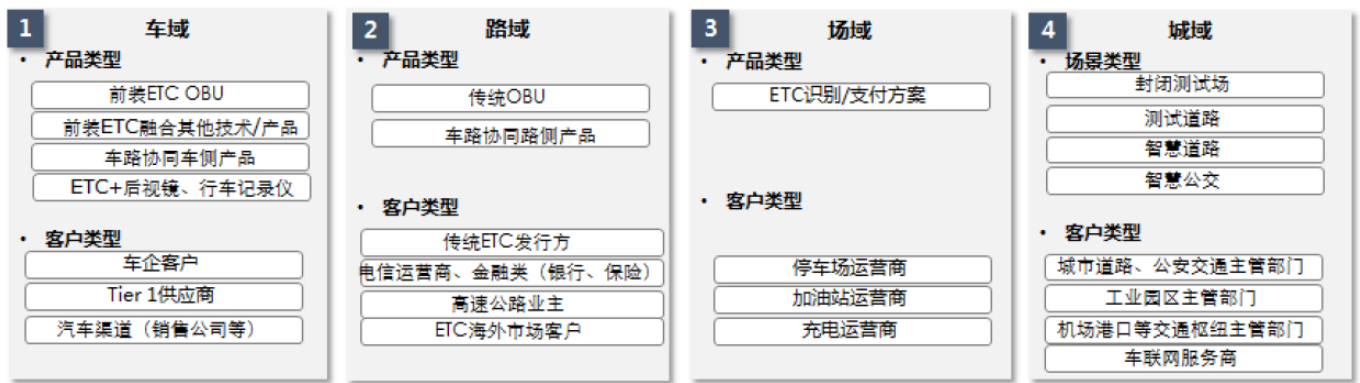 1
车域
• 产品类型
前装ETC OBU
前装ETC融合其他技术/产品
车路协同车侧产品
ETC+后视镜、行车记录仪
• 客户类型
车企客户
Tier 1供应商
汽车渠道（销售公司等）
2
路域
• 产品类型
传统OBU
车路协同路侧产品
• 客户类型
传统ETC发行方
电信运营商、金融类（银行、保险）
高速公路业主
ETC海外市场客户
3
场域
• 产品类型
ETC识别/支付方案
• 客户类型
停车场运营商
加油站运营商
充电运营商
4
城域
• 场景类型
封闭测试场
测试道路
智慧道路
智慧公交
• 客户类型
城市道路、公安交通主管部门
工业园区主管部门
机场港口等交通枢纽主管部门
车联网服务商